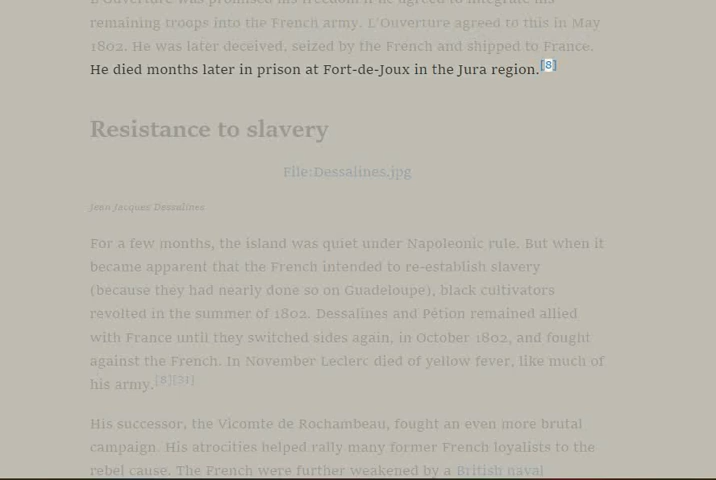 L'Ouverture was promised his freedom if he agreed to integrate his
remaining troops into the French army. L'Ouverture agreed to this in May
1802. He was later deceived, seized by the French and shipped to France.
He died months later in prison at Fort-de-Joux in the Jura region.[8]
Resistance to slavery
File:Dessalines.jpg
Jean Jacques Dessalines
For a few months, the island was quiet under Napoleonic rule. But when it
became apparent that the French intended to re-establish slavery
(because they had nearly done so on Guadeloupe), black cultivators
revolted in the summer of 1802. Dessalines and Pétion remained allied
with France until they switched sides again, in October 1802, and fought
against the French. In November Leclerc died of yellow fever, like much of
his army.[8][21]
His successor, the Vicomte de Rochambeau, fought an even more brutal
campaign. His atrocities helped rally many former French loyalists to the
rebel cause. The French were further weakened by a British naval